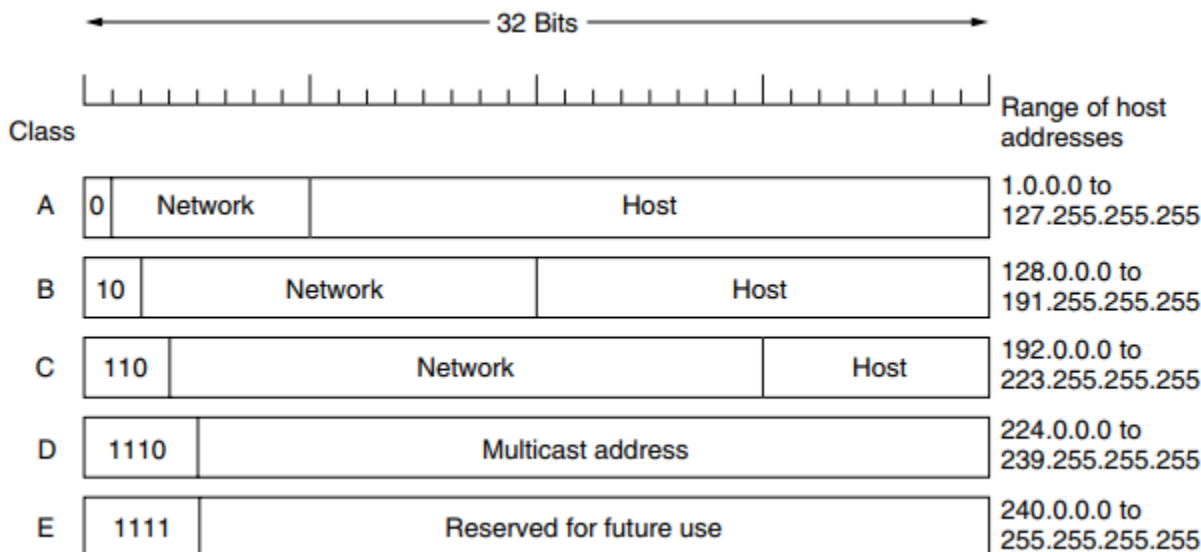 32 Bits
Class
Range of host
addresses
A
0
Network
Host
1.0.0.0 to
127.255.255.255
B
10
Network
Host
128.0.0.0 to
191.255.255.255
C
110
Network
Host
192.0.0.0 to
223.255.255.255
D
1110
Multicast address
224.0.0.0 to
239.255.255.255
E
1111
Reserved for future use
240.0.0.0 to
255.255.255.255